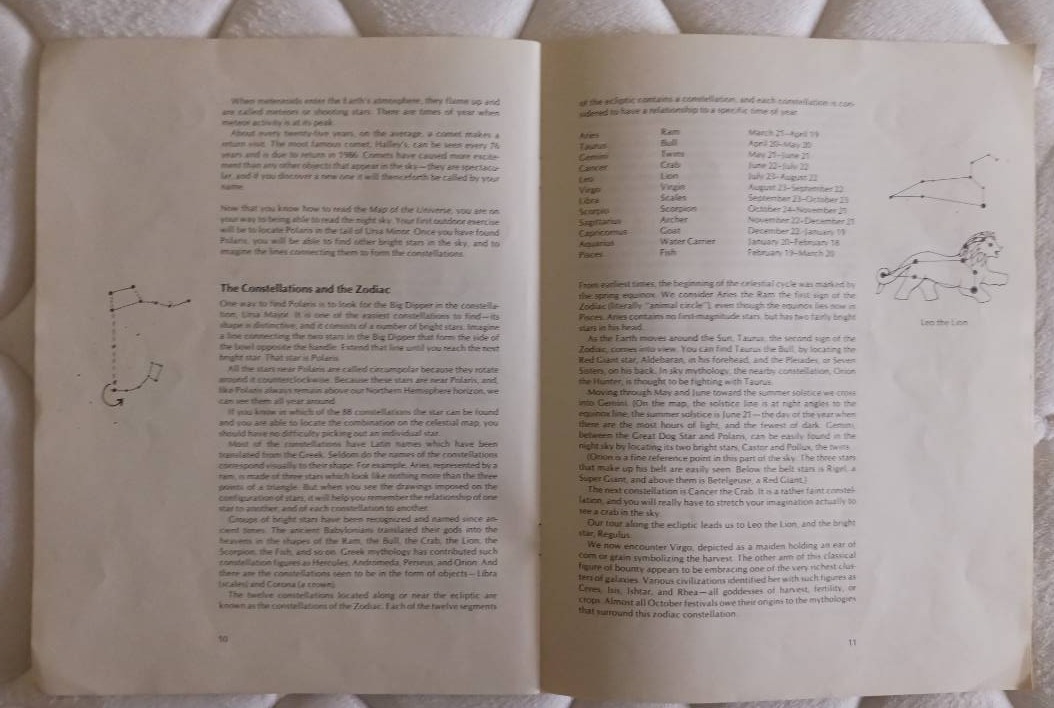 When meteoroids enter the Earth's atmosphere, they flame up and
are called meteors or shooting stars. There are times of year when
meteor activity is at its peak.
About every twenty-five years, on the average, a comet makes a
return visit. The most famous comet, Halley's, can be seen every 76
years and is due to return in 1986. Comets have caused more excite-
ment than any other objects that appear in the sky—they are spectacu-
lar, and if you discover a new one it will thenceforth be called by your
name.
Now that you know how to read the Map of the Universe, you are on
your way to being able to read the night sky. Your first outdoor exercise
will be to locate Polaris in the tail of Ursa Minor. Once you have found
Polaris, you will be able to find other bright stars in the sky, and to
imagine the lines connecting them to form the constellations.
The Constellations and the Zodiac
One way to find Polaris is to look for the Big Dipper in the constella-
tion, Ursa Major. It is one of the easiest constellations to find—its
shape is distinctive, and it consists of a number of bright stars. Imagine
a line connecting the two stars in the Big Dipper that form the side of
the bowl opposite the handle. Extend that line until you reach the next
bright star. That star is Polaris.
All the stars near Polaris are called circumpolar because they rotate
around it counterclockwise. Because these stars are near Polaris, and,
like Polaris always remain above our Northern Hemisphere horizon, we
can see them all year around.
If you know in which of the 88 constellations the star can be found
and you are able to locate the combination on the celestial map, you
should have no difficulty picking out an individual star.
Most of the constellations have Latin names which have been
translated from the Greek. Seldom do the names of the constellations
correspond visually to their shape. For example, Aries, represented by a
ram, is made of three stars which look like nothing more than the three
points of a triangle. But when you see the drawings imposed on the
configuration of stars, it will help you remember the relationship of one
star to another, and of each constellation to another.
Groups of bright stars have been recognized and named since an-
cient times. The ancient Babylonians translated their gods into the
heavens in the shapes of the Ram, the Bull, the Crab, the Lion, the
Scorpion, the Fish, and so on. Greek mythology has contributed such
constellation figures as Hercules, Andromeda, Perseus, and Orion. And
there are the constellations seen to be in the form of objects—Libra
(scales) and Corona (a crown).
The twelve constellations located along or near the ecliptic are
known as the constellations of the Zodiac. Each of the twelve segments
10
of the ecliptic contains a constellation, and each constellation is con-
sidered to have a relationship to a specific time of year.
Aries Ram March 21–April 19
Taurus Bull April 20–May 20
Gemini Twins May 21–June 21
Cancer Crab June 22–July 22
Leo Lion July 23–August 22
Virgo Virgin August 23–September 22
Libra Scales September 23–October 23
Scorpio Scorpion October 24–November 21
Sagittarius Archer November 22–December 21
Capricornus Goat December 22–January 19
Aquarius Water Carrier January 20–February 18
Pisces Fish February 19–March 20
From earliest times, the beginning of the celestial cycle was marked by
the spring equinox. We consider Aries the Ram the first sign of the
Zodiac (literally "animal circle"), even though the equinox lies now in
Pisces. Aries contains no first-magnitude stars, but has two fairly bright
stars in his head.
As the Earth moves around the Sun, Taurus, the second sign of the
Zodiac, comes into view. You can find Taurus the Bull, by locating the
Red Giant star, Aldebaran, in his forehead, and the Pleiades, or Seven
Sisters, on his back. In sky mythology, the nearby constellation, Orion
the Hunter, is thought to be fighting with Taurus.
Moving through May and June toward the summer solstice we cross
into Gemini. (On the map, the solstice line is at right angles to the
equinox line; the summer solstice is June 21—the day of the year when
there are the most hours of light, and the fewest of dark. Gemini,
between the Great Dog Star and Polaris, can be easily found in the
night sky by locating its two bright stars, Castor and Pollux, the twins.
(Orion is a fine reference point in this part of the sky. The three stars
that make up his belt are easily seen. Below the belt stars is Rigel, a
Super Giant, and above them is Betelgeuse, a Red Giant.)
The next constellation is Cancer the Crab. It is a rather faint constel-
lation, and you will really have to stretch your imagination actually to
see a crab in the sky.
Our tour along the ecliptic leads us to Leo the Lion, and the bright
star, Regulus.
We now encounter Virgo, depicted as a maiden holding an ear of
corn or grain symbolizing the harvest. The other arm of this classical
figure of bounty appears to be embracing one of the very richest clus-
ters of galaxies. Various civilizations identified her with such figures as
Ceres, Isis, Ishtar, and Rhea—all goddesses of harvest, fertility, or
crops. Almost all October festivals owe their origins to the mythologies
that surround this zodiac constellation.
Leo the Lion
11